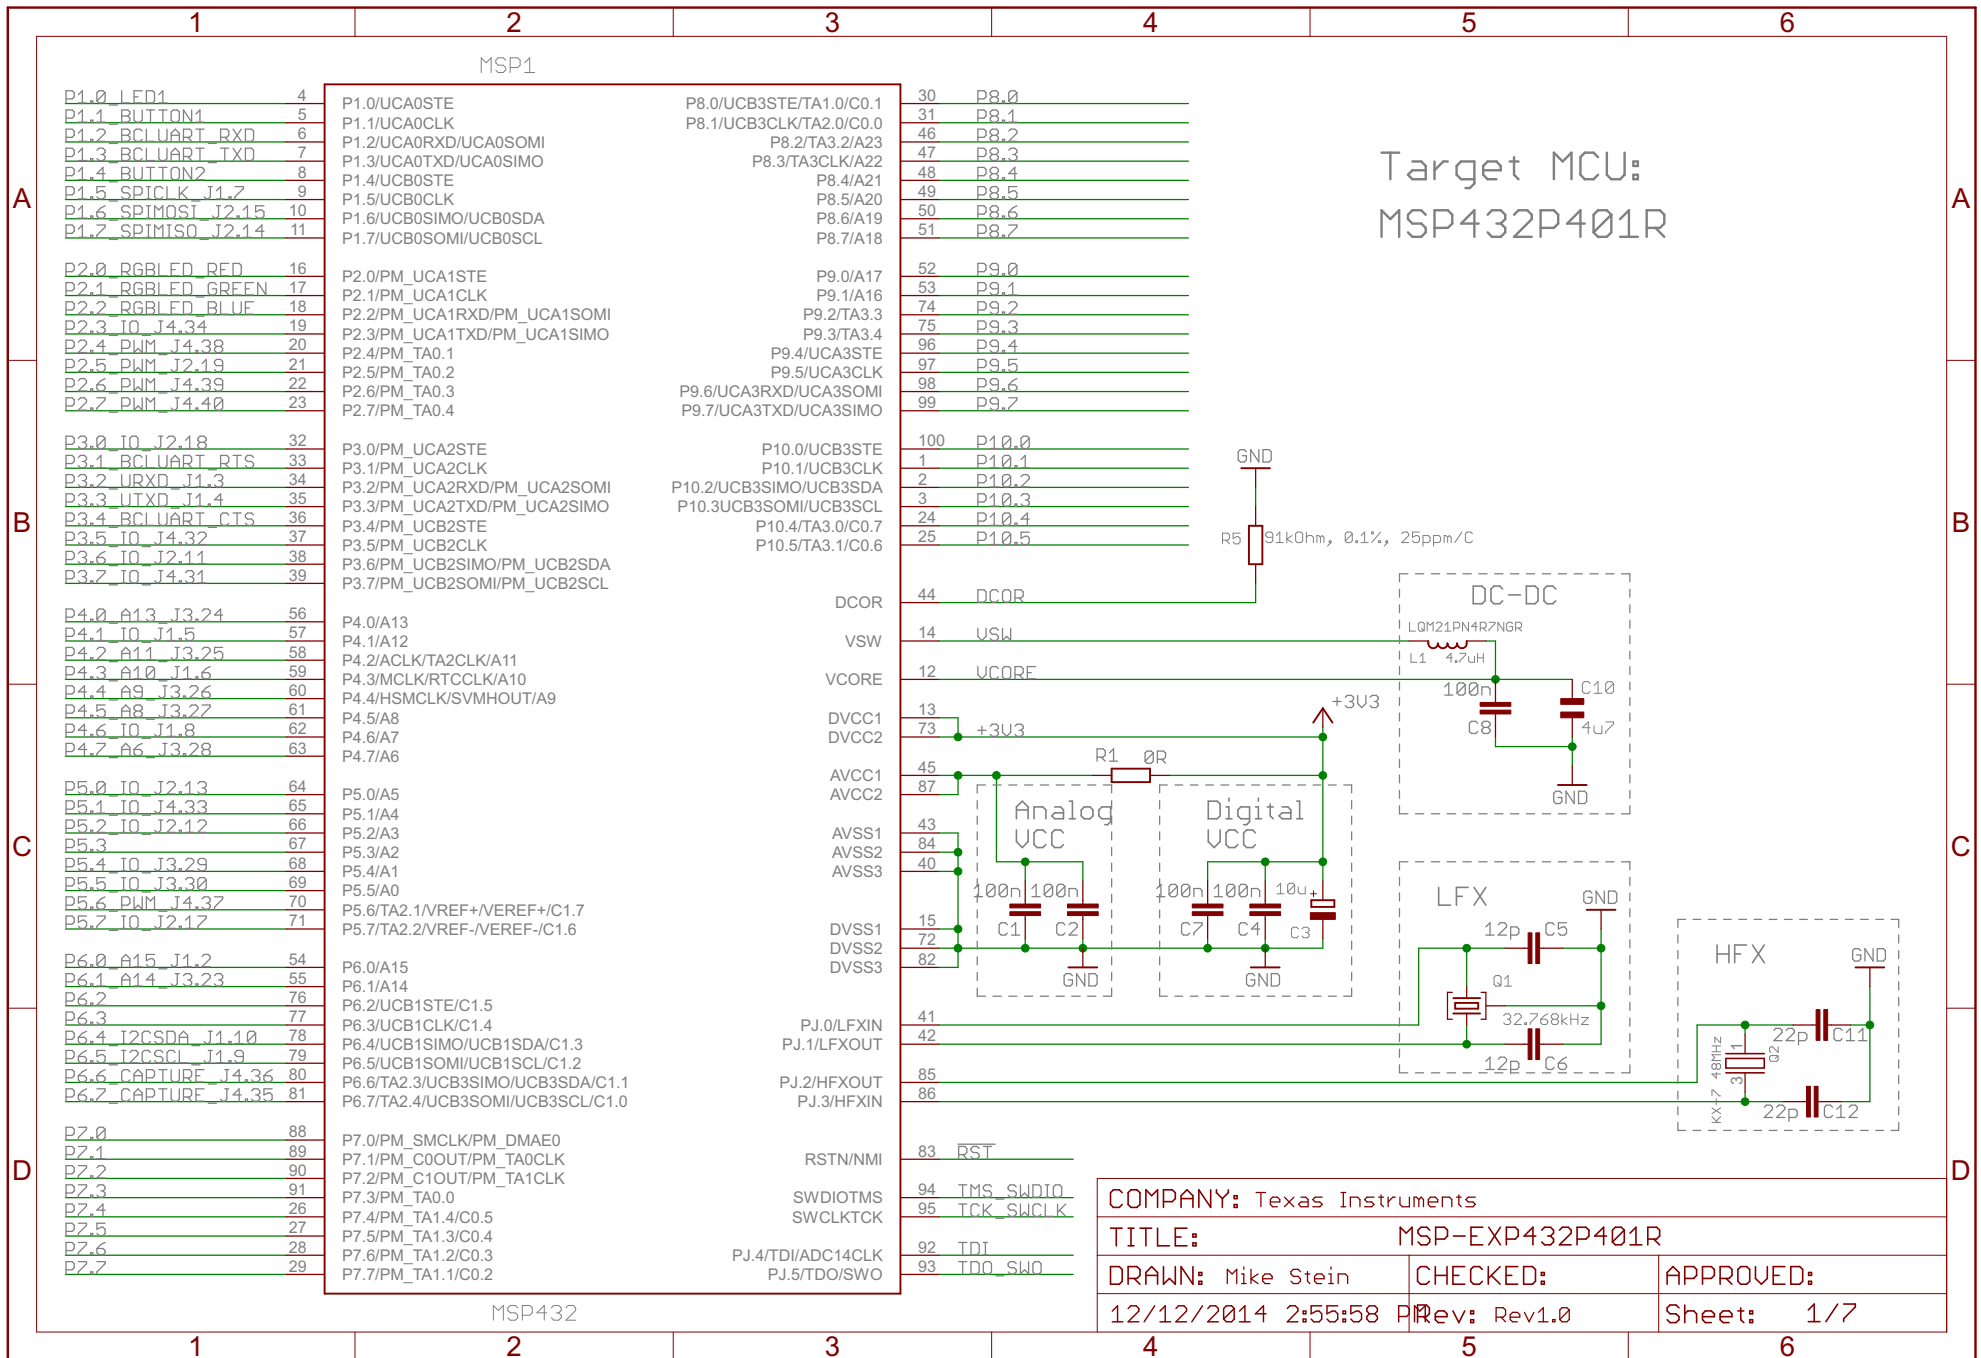 1 2 3 4 5 6
A A
B B
C C
D D
MSP1
P1.0_LED1 4 P1.0/UCA0STE
P1.1_BUTTON1 5 P1.1/UCA0CLK
P1.2_BCLUART_RXD 6 P1.2/UCA0RXD/UCA0SOMI
P1.3_BCLUART_TXD 7 P1.3/UCA0TXD/UCA0SIMO
P1.4_BUTTON2 8 P1.4/UCB0STE
P1.5_SPICLK_J1.7 9 P1.5/UCB0CLK
P1.6_SPIMOSI_J2.15 10 P1.6/UCB0SIMO/UCB0SDA
P1.7_SPIMISO_J2.14 11 P1.7/UCB0SOMI/UCB0SCL
P2.0_RGBLED_RED 16 P2.0/PM_UCA1STE
P2.1_RGBLED_GREEN 17 P2.1/PM_UCA1CLK
P2.2_RGBLED_BLUE 18 P2.2/PM_UCA1RXD/PM_UCA1SOMI
P2.3_IO_J4.34 19 P2.3/PM_UCA1TXD/PM_UCA1SIMO
P2.4_PWM_J4.38 20 P2.4/PM_TA0.1
P2.5_PWM_J2.19 21 P2.5/PM_TA0.2
P2.6_PWM_J4.39 22 P2.6/PM_TA0.3
P2.7_PWM_J4.40 23 P2.7/PM_TA0.4
P3.0_IO_J2.18 32 P3.0/PM_UCA2STE
P3.1_BCLUART_RTS 33 P3.1/PM_UCA2CLK
P3.2_URXD_J1.3 34 P3.2/PM_UCA2RXD/PM_UCA2SOMI
P3.3_UTXD_J1.4 35 P3.3/PM_UCA2TXD/PM_UCA2SIMO
P3.4_BCLUART_CTS 36 P3.4/PM_UCB2STE
P3.5_IO_J4.32 37 P3.5/PM_UCB2CLK
P3.6_IO_J2.11 38 P3.6/PM_UCB2SIMO/PM_UCB2SDA
P3.7_IO_J4.31 39 P3.7/PM_UCB2SOMI/PM_UCB2SCL
P4.0_A13_J3.24 56 P4.0/A13
P4.1_IO_J1.5 57 P4.1/A12
P4.2_A11_J3.25 58 P4.2/ACLK/TA2CLK/A11
P4.3_A10_J1.6 59 P4.3/MCLK/RTCCLK/A10
P4.4_A9_J3.26 60 P4.4/HSMCLK/SVMHOUT/A9
P4.5_A8_J3.27 61 P4.5/A8
P4.6_IO_J1.8 62 P4.6/A7
P4.7_A6_J3.28 63 P4.7/A6
P5.0_IO_J2.13 64 P5.0/A5
P5.1_IO_J4.33 65 P5.1/A4
P5.2_IO_J2.12 66 P5.2/A3
P5.3 67 P5.3/A2
P5.4_IO_J3.29 68 P5.4/A1
P5.5_IO_J3.30 69 P5.5/A0
P5.6_PWM_J4.37 70 P5.6/TA2.1/VREF+/VEREF+/C1.7
P5.7_IO_J2.17 71 P5.7/TA2.2/VREF-/VEREF-/C1.6
P6.0_A15_J1.2 54 P6.0/A15
P6.1_A14_J3.23 55 P6.1/A14
P6.2 76 P6.2/UCB1STE/C1.5
P6.3 77 P6.3/UCB1CLK/C1.4
P6.4_I2CSDA_J1.10 78 P6.4/UCB1SIMO/UCB1SDA/C1.3
P6.5_I2CSCL_J1.9 79 P6.5/UCB1SOMI/UCB1SCL/C1.2
P6.6_CAPTURE_J4.36 80 P6.6/TA2.3/UCB3SIMO/UCB3SDA/C1.1
P6.7_CAPTURE_J4.35 81 P6.7/TA2.4/UCB3SOMI/UCB3SCL/C1.0
P7.0 88 P7.0/PM_SMCLK/PM_DMAE0
P7.1 89 P7.1/PM_C0OUT/PM_TA0CLK
P7.2 90 P7.2/PM_C1OUT/PM_TA1CLK
P7.3 91 P7.3/PM_TA0.0
P7.4 26 P7.4/PM_TA1.4/C0.5
P7.5 27 P7.5/PM_TA1.3/C0.4
P7.6 28 P7.6/PM_TA1.2/C0.3
P7.7 29 P7.7/PM_TA1.1/C0.2
P8.0/UCB3STE/TA1.0/C0.1 30 P8.0
P8.1/UCB3CLK/TA2.0/C0.0 31 P8.1
P8.2/TA3.2/A23 46 P8.2
P8.3/TA3CLK/A22 47 P8.3
P8.4/A21 48 P8.4
P8.5/A20 49 P8.5
P8.6/A19 50 P8.6
P8.7/A18 51 P8.7
P9.0/A17 52 P9.0
P9.1/A16 53 P9.1
P9.2/TA3.3 74 P9.2
P9.3/TA3.4 75 P9.3
P9.4/UCA3STE 96 P9.4
P9.5/UCA3CLK 97 P9.5
P9.6/UCA3RXD/UCA3SOMI 98 P9.6
P9.7/UCA3TXD/UCA3SIMO 99 P9.7
P10.0/UCB3STE 100 P10.0
P10.1/UCB3CLK 1 P10.1
P10.2/UCB3SIMO/UCB3SDA 2 P10.2
P10.3UCB3SOMI/UCB3SCL 3 P10.3
P10.4/TA3.0/C0.7 24 P10.4
P10.5/TA3.1/C0.6 25 P10.5
DCOR 44 DCOR
VSW 14 VSW
VCORE 12 VCORE
DVCC1 13
DVCC2 73 +3V3
AVCC1 45
AVCC2 87
AVSS1 43
AVSS2 84
AVSS3 40
DVSS1 15
DVSS2 72
DVSS3 82
PJ.0/LFXIN 41
PJ.1/LFXOUT 42
PJ.2/HFXOUT 85
PJ.3/HFXIN 86
RSTN/NMI 83 RST
SWDIOTMS 94 TMS_SWDIO
SWCLKTCK 95 TCK_SWCLK
PJ.4/TDI/ADC14CLK 92 TDI
PJ.5/TDO/SWO 93 TDO_SWO
MSP432
Target MCU:
MSP432P401R
GND
R5 91kOhm, 0.1%, 25ppm/C
DC-DC
LQM21PN4R7NGR
L1 4.7uH
100n C10
C8 4u7
GND
+3V3
R1 0R
Analog
VCC
100n 100n
C1 C2
GND
Digital
VCC
100n 100n 10u +
C7 C4 C3
GND
LFX GND
12p C5
Q1
32.768kHz
12p C6
HFX GND
22p C11
KX-7 48MHz
1 3
Q2
22p C12
COMPANY: Texas Instruments
TITLE: MSP-EXP432P401R
DRAWN: Mike Stein CHECKED: APPROVED:
12/12/2014 2:55:58 PM Rev: Rev1.0 Sheet: 1/7
1 2 3 4 5 6